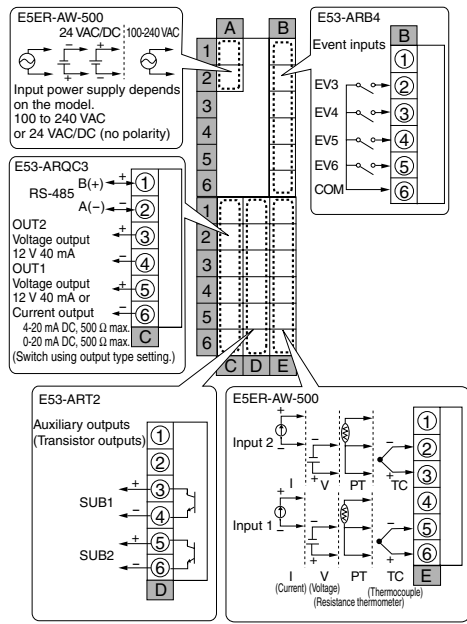 E5ER-AW-500
24 VAC/DC 100-240 VAC
− + − +
+ − + −
Input power supply depends
on the model.
100 to 240 VAC
or 24 VAC/DC (no polarity)
A B
1
2
3
4
5
6
1
2
3
4
5
6
C D E
E53-ARB4
Event inputs
B
1
EV3 2
EV4 3
EV5 4
EV6 5
COM 6
E53-ARQC3
B(+) + 1
RS-485
A(−) − 2
OUT2
Voltage output + 3
12 V 40 mA
− 4
OUT1
Voltage output + 5
12 V 40 mA or
Current output − 6
4-20 mA DC, 500 Ω max.
0-20 mA DC, 500 Ω max.
C
(Switch using output type setting.)
E53-ART2
Auxiliary outputs
(Transistor outputs)
1
2
SUB1 + 3
− 4
SUB2 + 5
− 6
D
E5ER-AW-500
1
Input 2 + − − 2
− + + 3
I V PT TC
4
Input 1 + − − 5
− + + 6
I V PT TC E
(Current) (Voltage) (Thermocouple)
(Resistance thermometer)